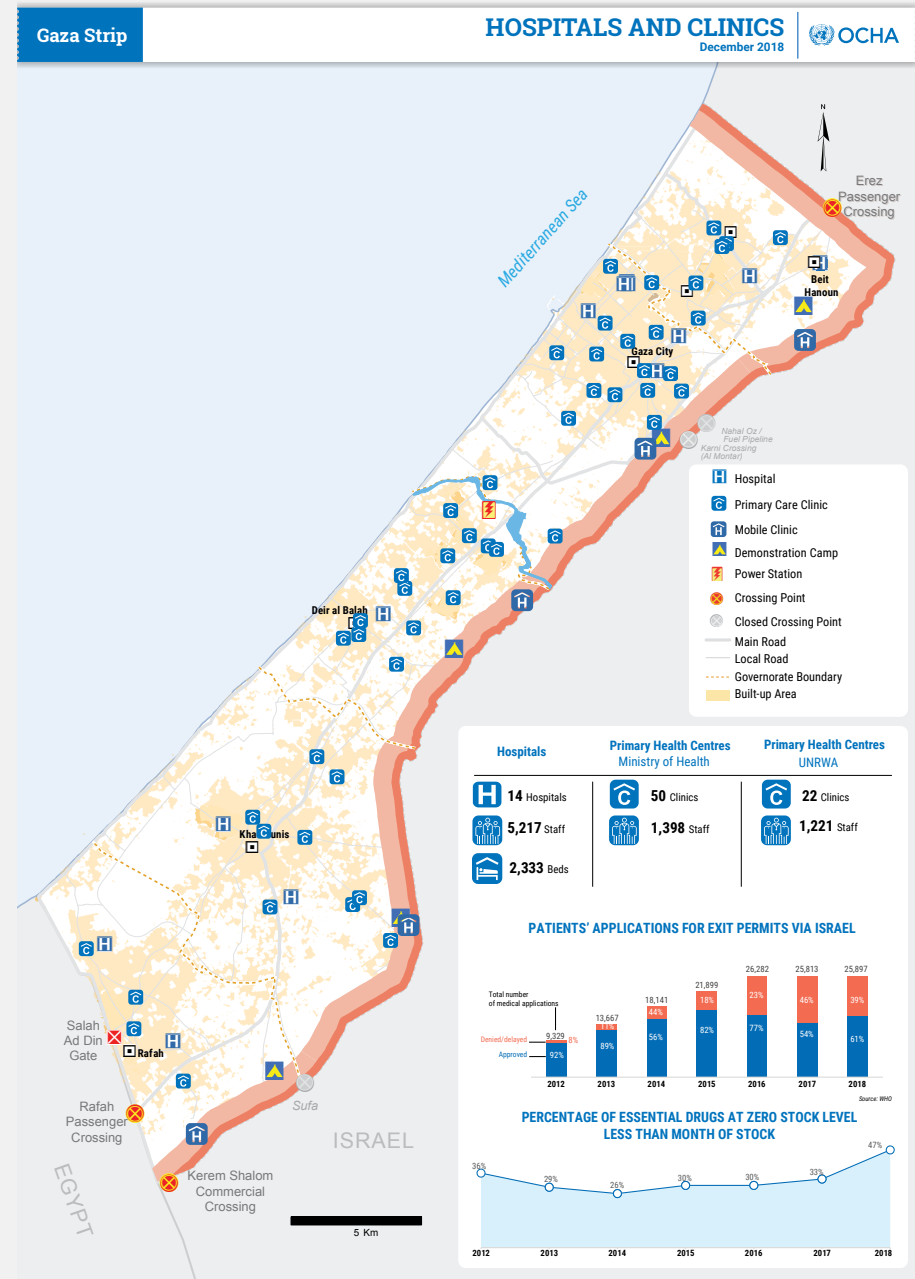 Gaza Strip
HOSPITALS AND CLINICS
December 2018
OCHA
N
Erez
Passenger
Crossing
Mediterranean Sea
Beit
Hanoun
Gaza City
Nahal Oz /
Fuel Pipeline
Karni Crossing
(Al Montar)
Hospital
Primary Care Clinic
Mobile Clinic
Demonstration Camp
Power Station
Crossing Point
Closed Crossing Point
Main Road
Local Road
Governorate Boundary
Built-up Area
Deir al Balah
Salah
Ad Din
Gate
Rafah
Rafah
Passenger
Crossing
Sufa
ISRAEL
EGYPT
Kerem Shalom
Commercial
Crossing
5 Km
Hospitals
Primary Health Centres
Ministry of Health
Primary Health Centres
UNRWA
14 Hospitals
50 Clinics
22 Clinics
5,217 Staff
1,398 Staff
1,221 Staff
2,333 Beds
PATIENTS' APPLICATIONS FOR EXIT PERMITS VIA ISRAEL
Total number
of medical applications
Denied/delayed
Approved
9,329 13,667 18,141 21,899 26,282 25,813 25,897
8% 11% 44% 18% 23% 46% 39%
92% 89% 56% 82% 77% 54% 61%
2012 2013 2014 2015 2016 2017 2018
Source: WHO
PERCENTAGE OF ESSENTIAL DRUGS AT ZERO STOCK LEVEL
LESS THAN MONTH OF STOCK
36% 29% 26% 30% 30% 33% 47%
2012 2013 2014 2015 2016 2017 2018